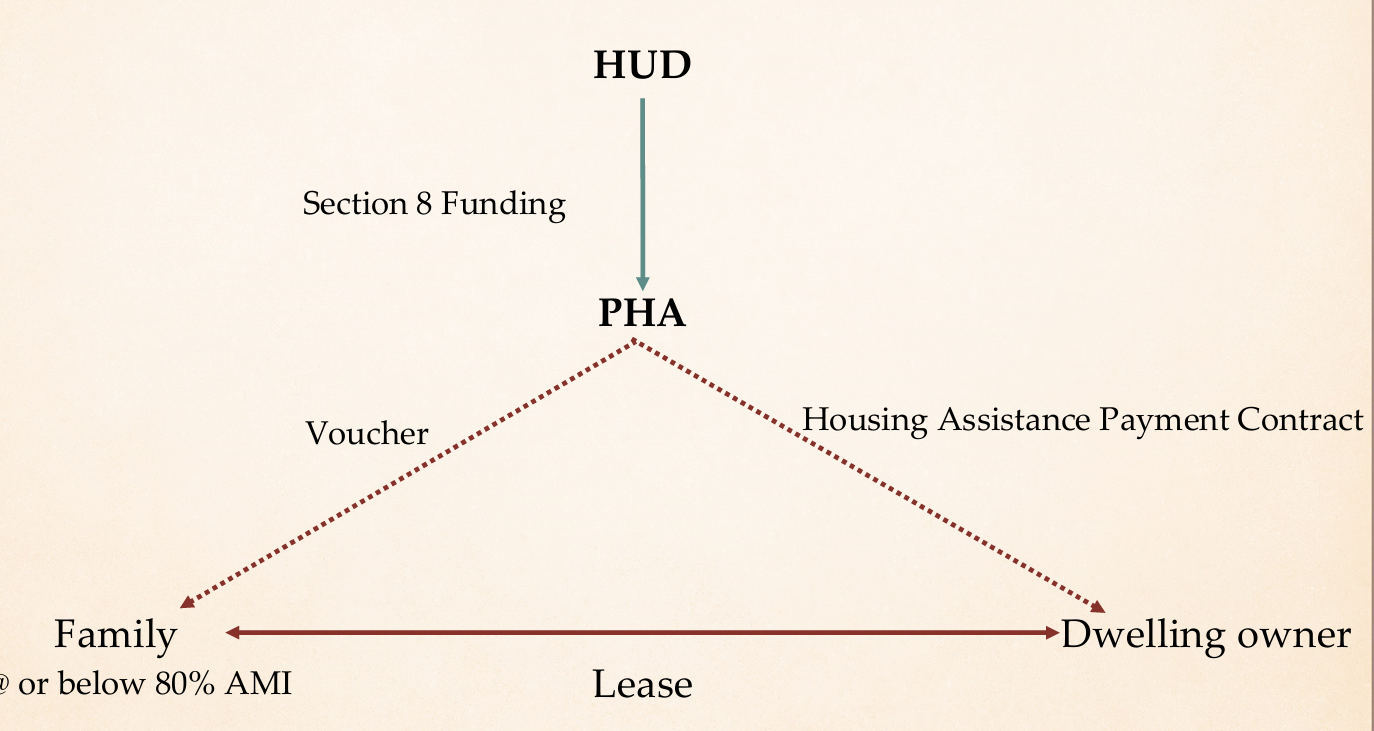 HUD
Section 8 Funding
PHA
Housing Assistance Payment Contract
Voucher
Family
Dwelling owner
@ or below 80% AMI
Lease